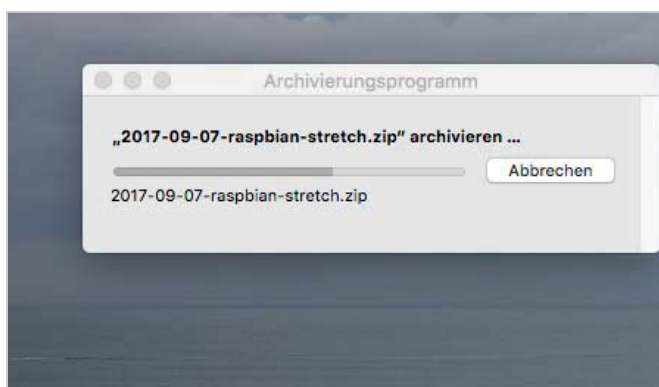 Archivierungsprogramm
„2017-09-07-raspbian-stretch.zip“ archivieren ...
Abbrechen
2017-09-07-raspbian-stretch.zip